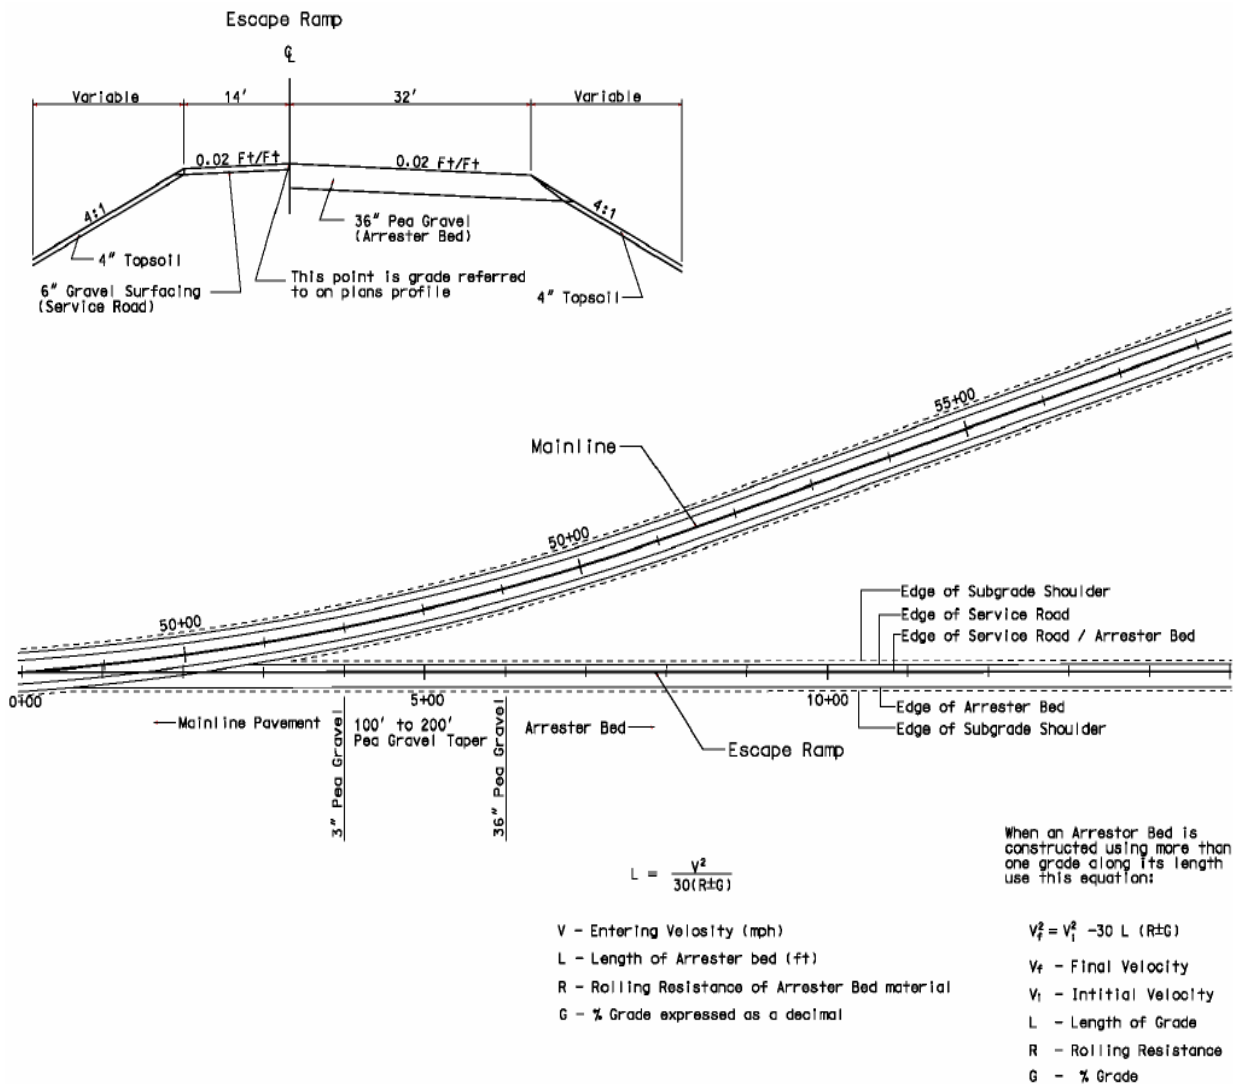 Escape Ramp
℄
Variable
14'
32'
Variable
0.02 Ft/Ft
0.02 Ft/Ft
4:1
4:1
36" Pea Gravel
(Arrester Bed)
4" Topsoil
6" Gravel Surfacing
(Service Road)
This point is grade referred
to on plans profile
4" Topsoil
55+00
Mainline
50+00
50+00
Edge of Subgrade Shoulder
Edge of Service Road
Edge of Service Road / Arrester Bed
0+00
5+00
10+00
Mainline Pavement
3" Pea Gravel
100' to 200'
Pea Gravel Taper
36" Pea Gravel
Arrester Bed
Edge of Arrester Bed
Edge of Subgrade Shoulder
Escape Ramp
L = V² / 30(R±G)
V - Entering Velosity (mph)
L - Length of Arrester bed (ft)
R - Rolling Resistance of Arrester Bed material
G - % Grade expressed as a decimal
When an Arrestor Bed is
constructed using more than
one grade along its length
use this equation:
V_f² = V_i² -30 L (R±G)
V_f - Final Velocity
V_i - Intitial Velocity
L - Length of Grade
R - Rolling Resistance
G - % Grade